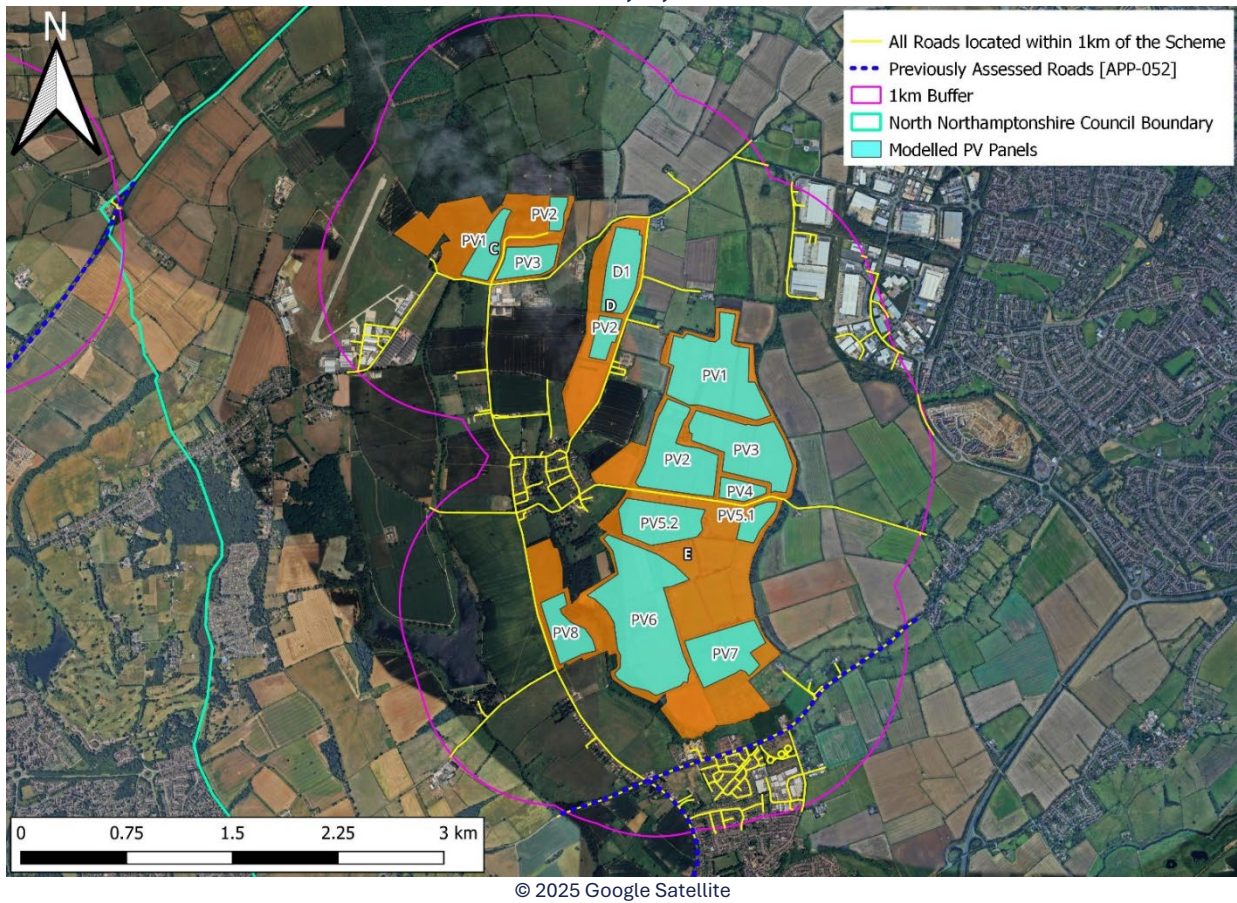 N
All Roads located within 1km of the Scheme
Previously Assessed Roads [APP-052]
1km Buffer
North Northamptonshire Council Boundary
Modelled PV Panels
PV2
PV1
C
PV3
D1
D
PV2
PV1
PV3
PV2
PV4
PV5.2
PV5.1
E
PV6
PV8
PV7
0 0.75 1.5 2.25 3 km
© 2025 Google Satellite